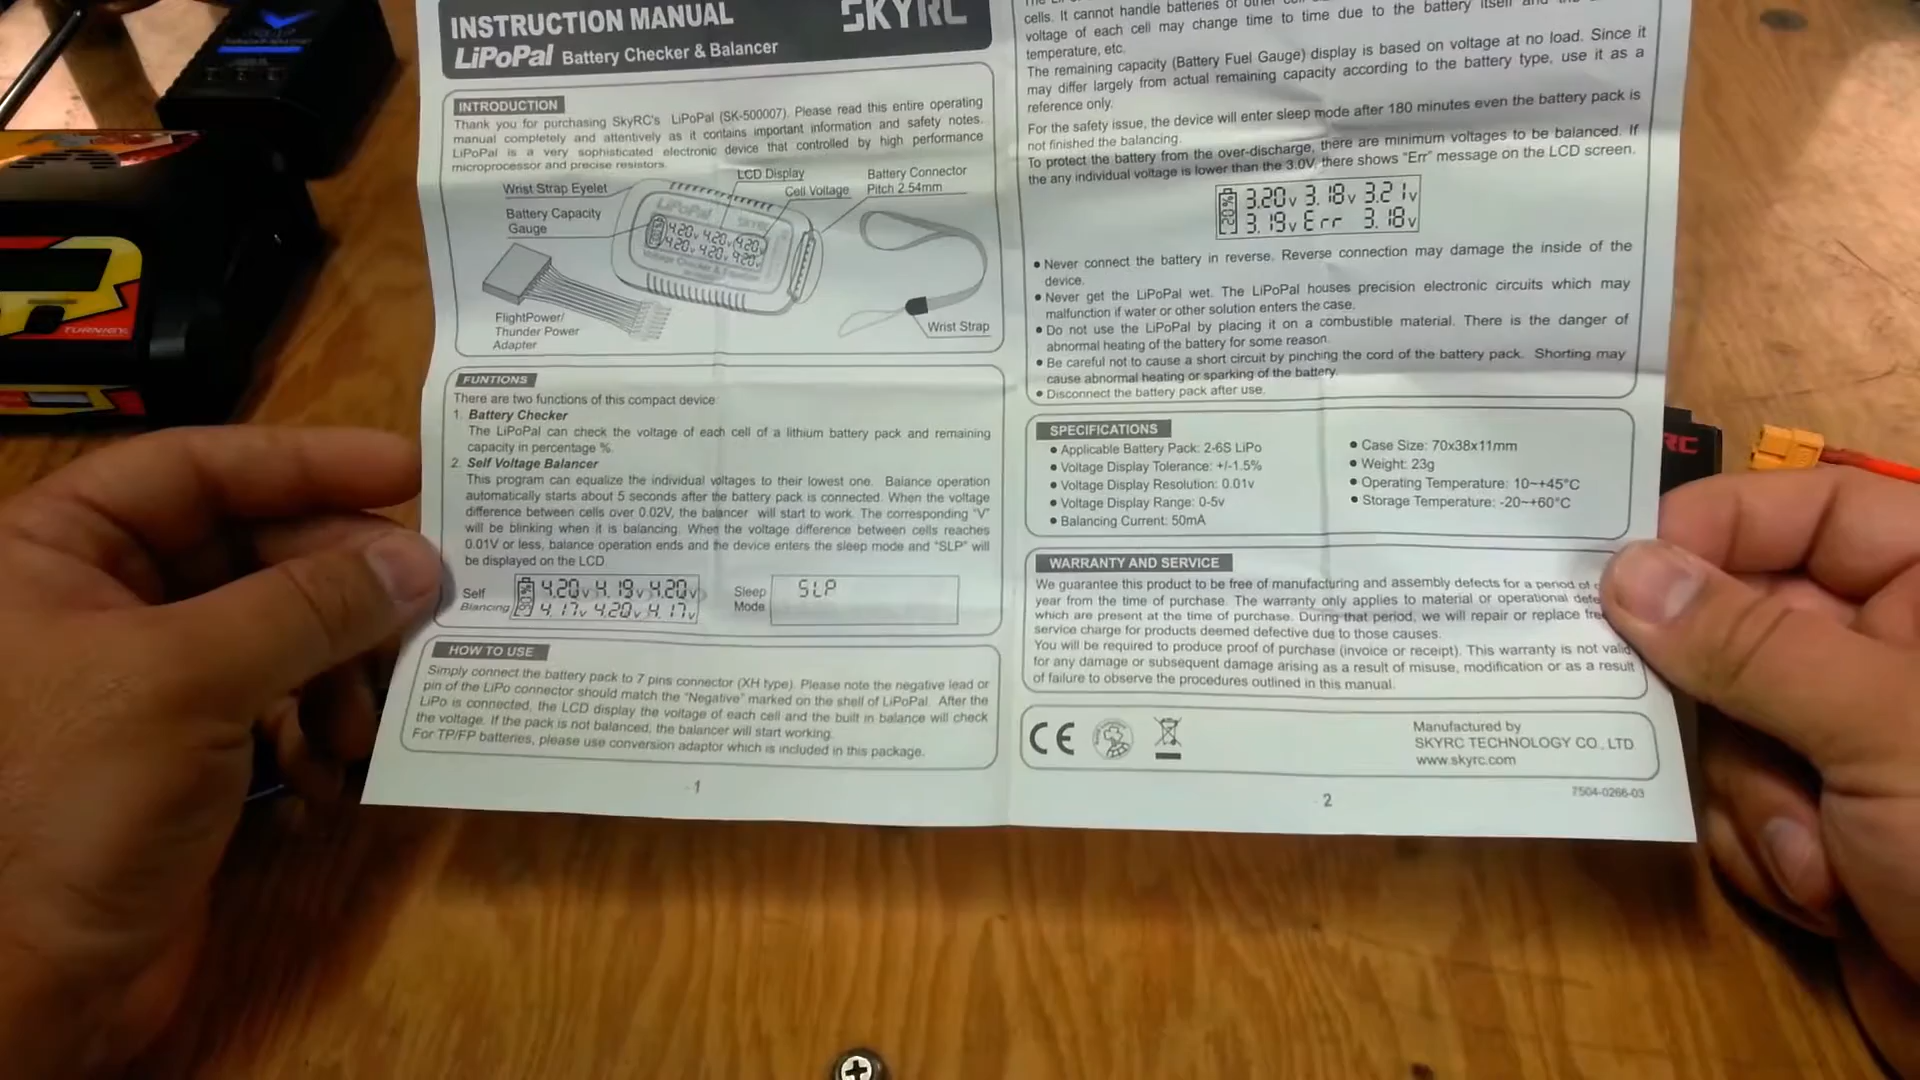 INSTRUCTION MANUAL
SKYRC
LiPoPal Battery Checker & Balancer
INTRODUCTION
Thank you for purchasing SkyRC's LiPoPal (SK-500007). Please read this entire operating
manual completely and attentively as it contains important information and safety notes.
LiPoPal is a very sophisticated electronic device that controlled by high performance
microprocessor and precise resistors.
Wrist Strap Eyelet
LCD Display
Battery Connector
Pitch 2.54mm
Cell Voltage
Battery Capacity
Gauge
LiPoPal
SKYRC
4.20v 4.20v 4.20v
4.20v 4.20v 4.20v
FlightPower/
Thunder Power
Adapter
Wrist Strap
FUNTIONS
There are two functions of this compact device
1. Battery Checker
The LiPoPal can check the voltage of each cell of a lithium battery pack and remaining
capacity in percentage %.
2. Self Voltage Balancer
This program can equalize the individual voltages to their lowest one. Balance operation
automatically starts about 5 seconds after the battery pack is connected. When the voltage
difference between cells over 0.02V, the balancer will start to work. The corresponding "V"
will be blinking when it is balancing. When the voltage difference between cells reaches
0.01V or less, balance operation ends and the device enters the sleep mode and "SLP" will
be displayed on the LCD
Self
Blancing
4.20v 4.19v 4.20v
4.17v 4.20v 4.17v
Sleep
Mode
SLP
HOW TO USE
Simply connect the battery pack to 7 pins connector (XH type). Please note the negative lead or
pin of the LiPo connector should match the "Negative" marked on the shell of LiPoPal. After the
LiPo is connected, the LCD display the voltage of each cell and the built in balance will check
the voltage. If the pack is not balanced, the balancer will start working.
For TP/FP batteries, please use conversion adaptor which is included in this package.
1
cells. It cannot handle batteries of other
voltage of each cell may change time to time due to the battery itself and the
temperature, etc.
The remaining capacity (Battery Fuel Gauge) display is based on voltage at no load. Since it
may differ largely from actual remaining capacity according to the battery type, use it as a
reference only.
For the safety issue, the device will enter sleep mode after 180 minutes even the battery pack is
not finished the balancing.
To protect the battery from the over-discharge, there are minimum voltages to be balanced. If
the any individual voltage is lower than the 3.0V, there shows "Err" message on the LCD screen.
3.20v 3.18v 3.21v
3.19v Err 3.18v
• Never connect the battery in reverse. Reverse connection may damage the inside of the
device.
• Never get the LiPoPal wet. The LiPoPal houses precision electronic circuits which may
malfunction if water or other solution enters the case.
• Do not use the LiPoPal by placing it on a combustible material. There is the danger of
abnormal heating of the battery for some reason.
• Be careful not to cause a short circuit by pinching the cord of the battery pack. Shorting may
cause abnormal heating or sparking of the battery.
• Disconnect the battery pack after use.
SPECIFICATIONS
• Applicable Battery Pack: 2-6S LiPo
• Voltage Display Tolerance: +/-1.5%
• Voltage Display Resolution: 0.01v
• Voltage Display Range: 0-5v
• Balancing Current: 50mA
• Case Size: 70x38x11mm
• Weight: 23g
• Operating Temperature: 10~+45°C
• Storage Temperature: -20~+60°C
WARRANTY AND SERVICE
We guarantee this product to be free of manufacturing and assembly defects for a period of
year from the time of purchase. The warranty only applies to material or operational defe
which are present at the time of purchase. During that period, we will repair or replace free
service charge for products deemed defective due to those causes.
You will be required to produce proof of purchase (invoice or receipt). This warranty is not valid
for any damage or subsequent damage arising as a result of misuse, modification or as a result
of failure to observe the procedures outlined in this manual.
CE
Manufactured by
SKYRC TECHNOLOGY CO., LTD
www.skyrc.com
7504-0266-03
2
TURNIGY
RC